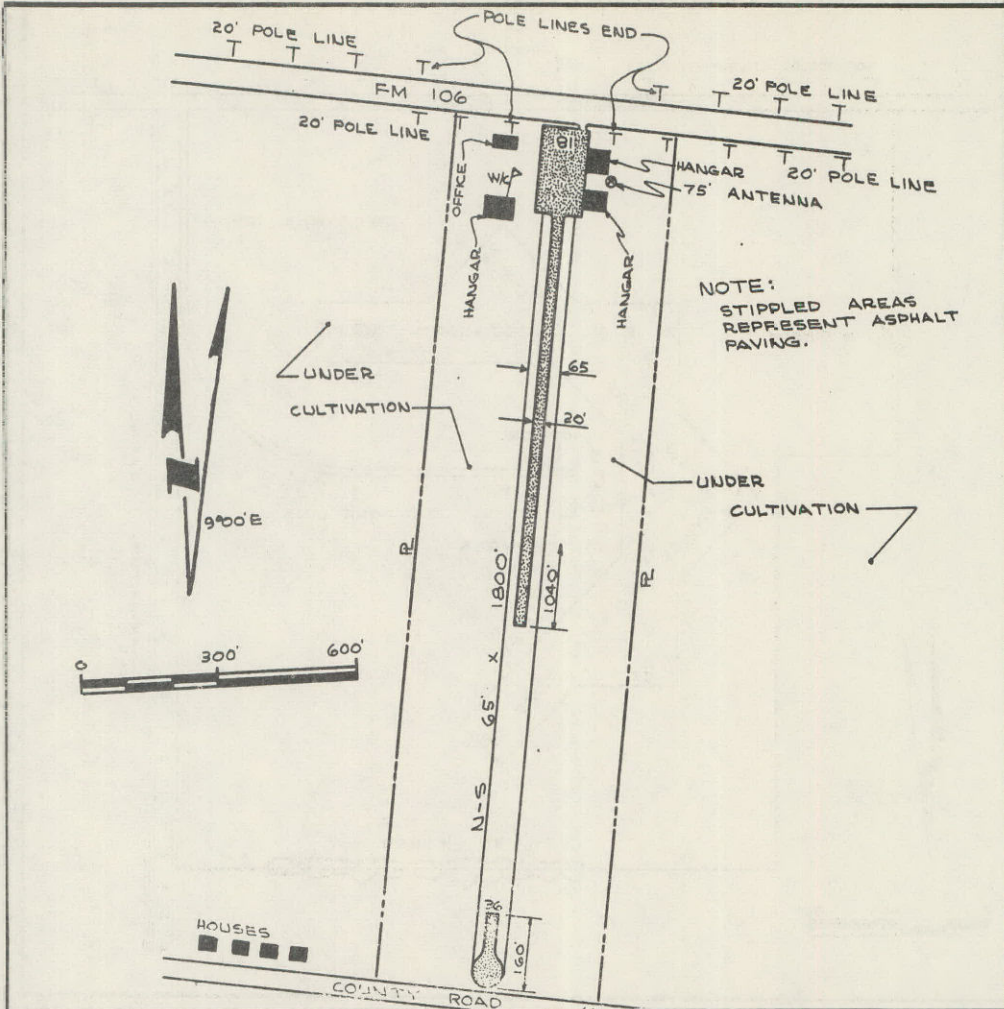 POLE LINES END
20' POLE LINE
20' POLE LINE
FM 106
20' POLE LINE
20' POLE LINE
18
OFFICE
W/C
HANGAR
HANGAR
75' ANTENNA
HANGAR
NOTE:
STIPPLED AREAS
REPRESENT ASPHALT
PAVING.
UNDER
CULTIVATION
65
20'
UNDER
CULTIVATION
9°00'E
PL
PL
1040'
N-S 65' x 1800'
0 300' 600'
36
160'
HOUSES
COUNTY ROAD